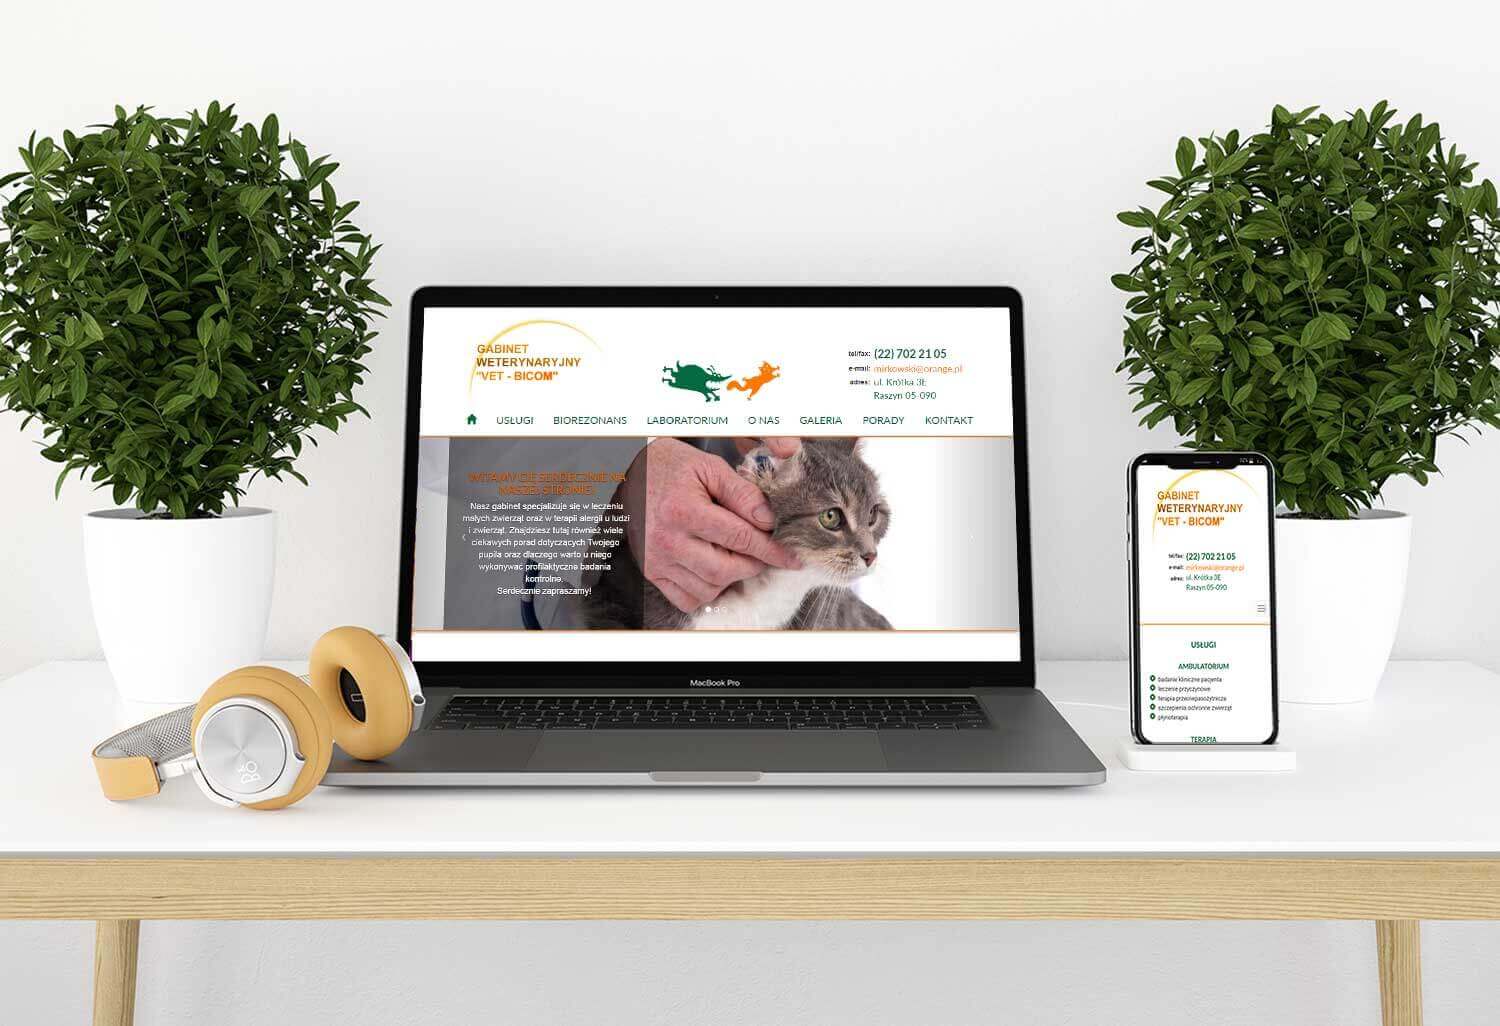 GABINET
WETERYNARYJNY
"VET - BICOM"
tel/fax: (22) 702 21 05
e-mail: mirkowski@orange.pl
adres: ul. Krótka 3E
Raszyn 05-090
USŁUGI BIOREZONANS LABORATORIUM O NAS GALERIA PORADY KONTAKT
WITAMY CIĘ SERDECZNIE NA
NASZEJ STRONIE!
Nasz gabinet specjalizuje się w leczeniu
małych zwierząt oraz w terapii alergii u ludzi
i zwierząt. Znajdziesz tutaj również wiele
ciekawych porad dotyczących Twojego
pupila oraz dlaczego warto u niego
wykonywać profilaktyczne badania
kontrolne.
Serdecznie zapraszamy!
MacBook Pro
B&O
GABINET
WETERYNARYJNY
"VET - BICOM"
tel/fax: (22) 702 21 05
e-mail: mirkowski@orange.pl
adres: ul. Krótka 3E
Raszyn 05-090
USŁUGI
AMBULATORIUM
badanie kliniczne pacjenta
leczenie przyczynowe
terapia przeciwpasożytnicza
szczepienia ochronne zwierząt
płynoterapia
TERAPIA